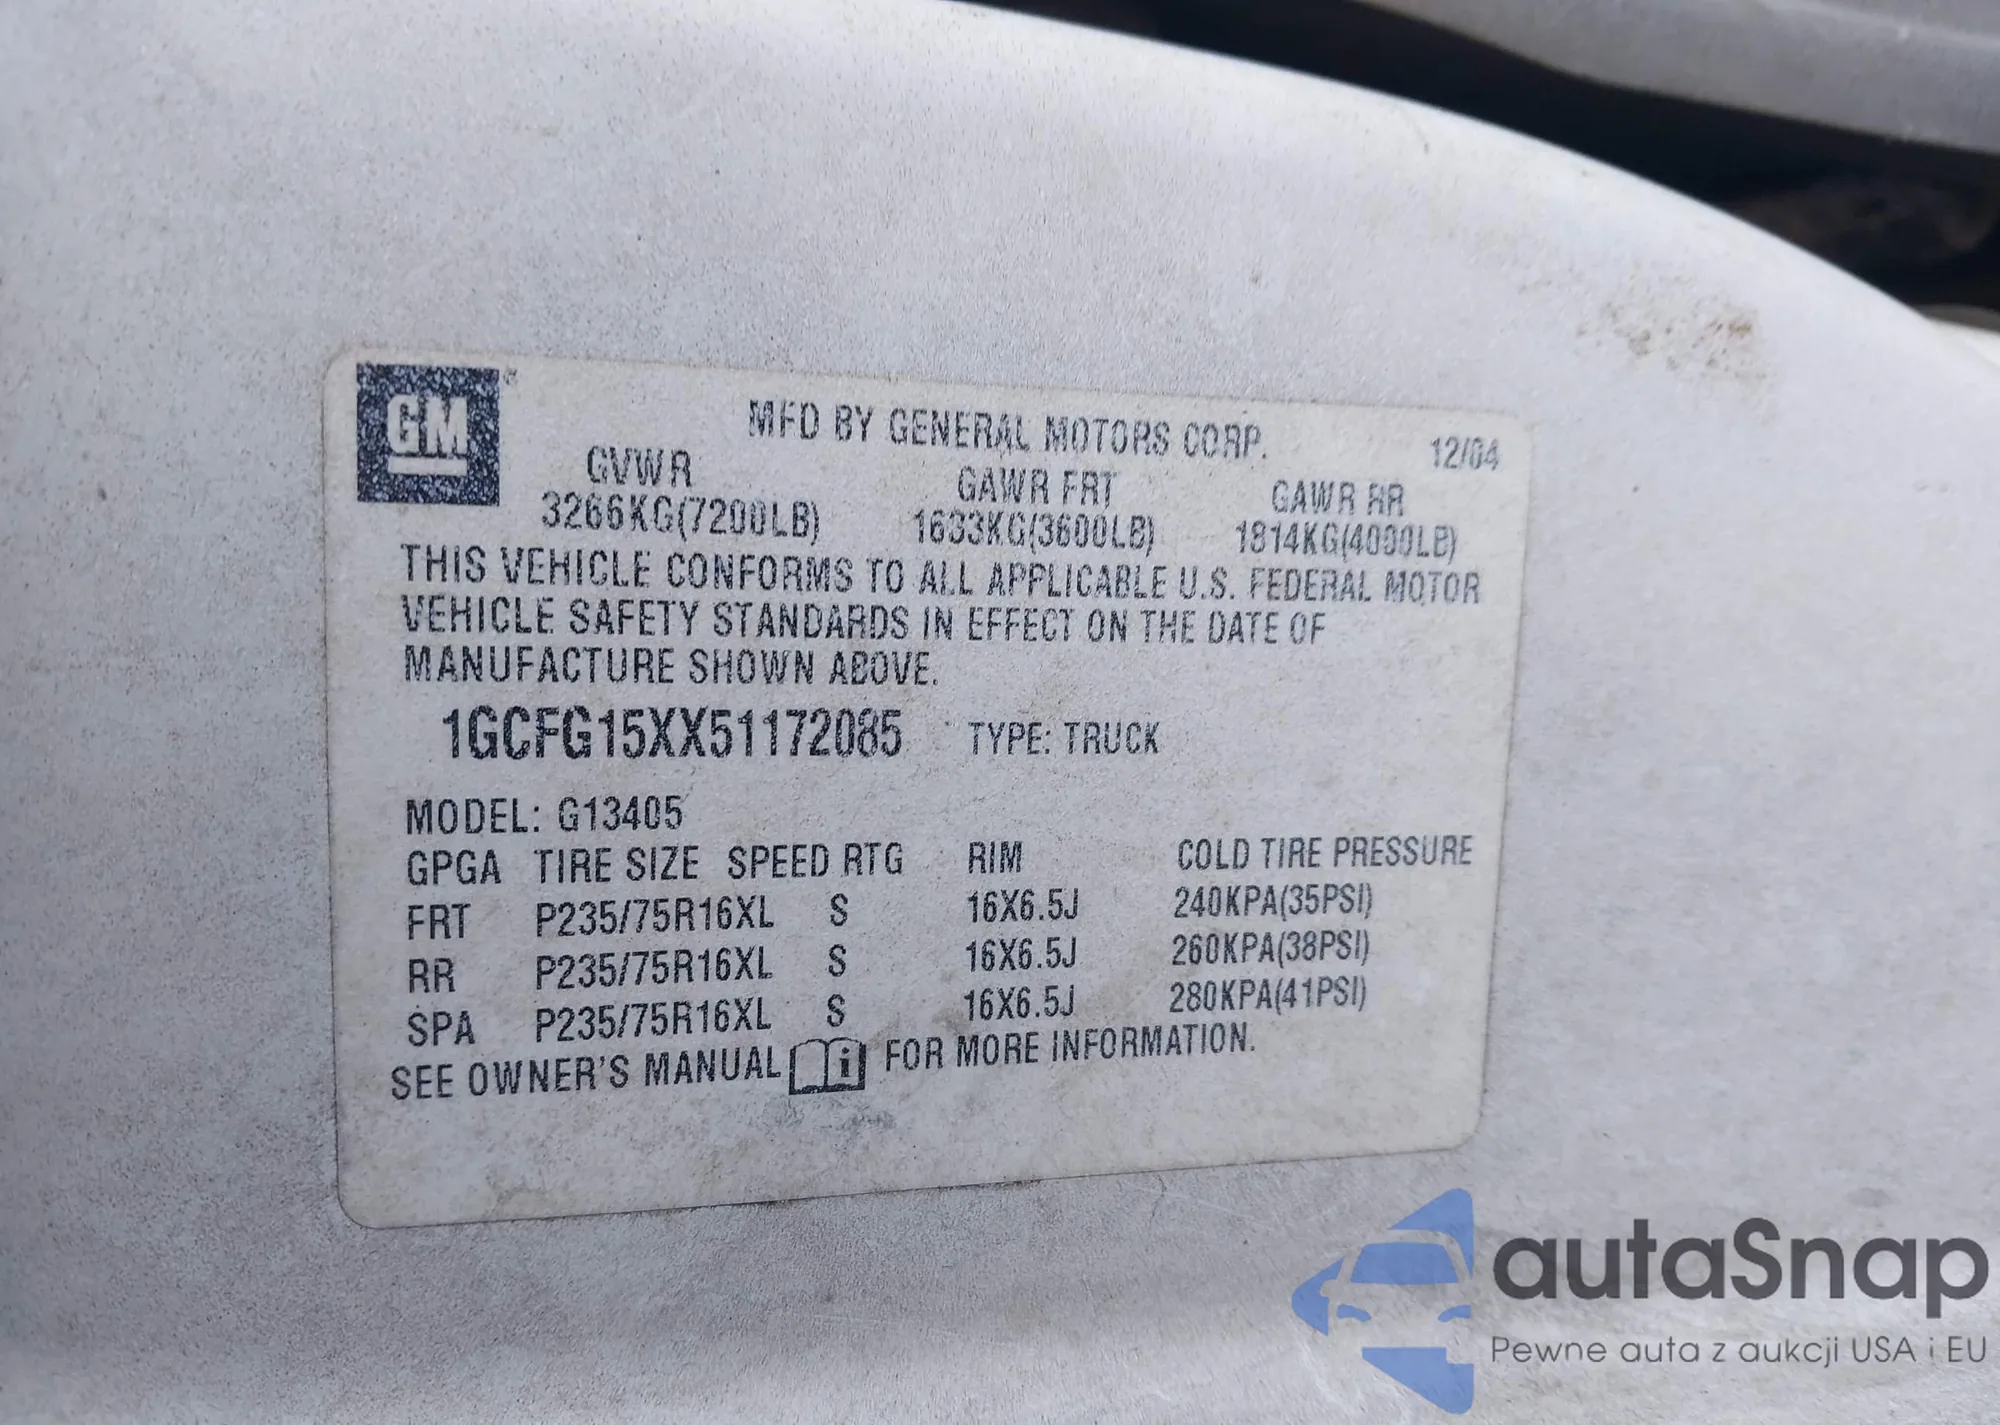 GM
MFD BY GENERAL MOTORS CORP. 12/04
GVWR GAWR FRT GAWR RR
3266KG(7200LB) 1633KG(3600LB) 1814KG(4000LB)
THIS VEHICLE CONFORMS TO ALL APPLICABLE U.S. FEDERAL MOTOR
VEHICLE SAFETY STANDARDS IN EFFECT ON THE DATE OF
MANUFACTURE SHOWN ABOVE.
1GCFG15XX51172085 TYPE: TRUCK
MODEL: G13405
GPGA TIRE SIZE SPEED RTG RIM COLD TIRE PRESSURE
FRT P235/75R16XL S 16X6.5J 240KPA(35PSI)
RR P235/75R16XL S 16X6.5J 260KPA(38PSI)
SPA P235/75R16XL S 16X6.5J 280KPA(41PSI)
SEE OWNER'S MANUAL i FOR MORE INFORMATION.
autaSnap
Pewne auta z aukcji USA i EU